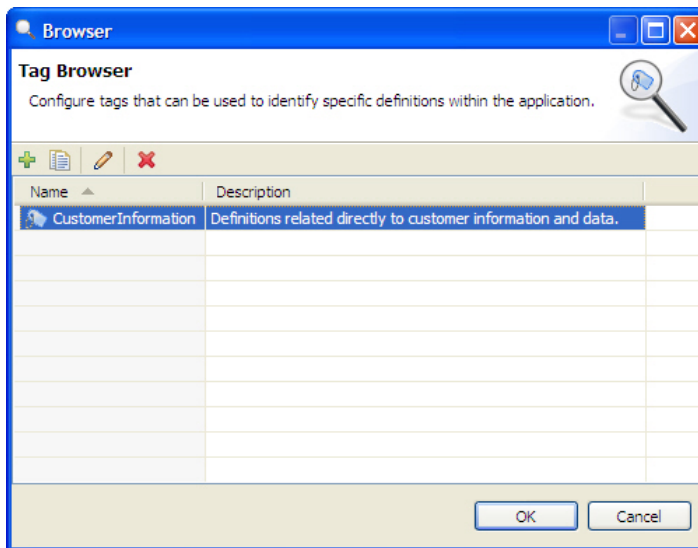 Browser
Tag Browser
Configure tags that can be used to identify specific definitions within the application.
Name Description
CustomerInformation Definitions related directly to customer information and data.
OK Cancel